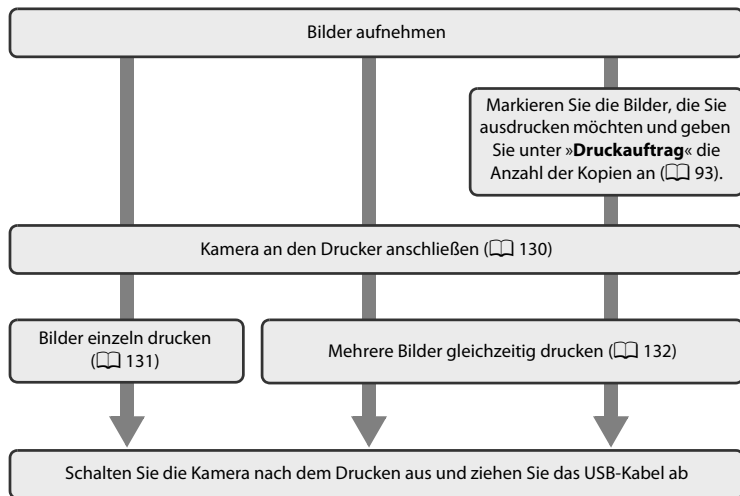 Bilder aufnehmen
Markieren Sie die Bilder, die Sie
ausdrucken möchten und geben
Sie unter »Druckauftrag« die
Anzahl der Kopien an (📖 93).
Kamera an den Drucker anschließen (📖 130)
Bilder einzeln drucken
(📖 131)
Mehrere Bilder gleichzeitig drucken (📖 132)
Schalten Sie die Kamera nach dem Drucken aus und ziehen Sie das USB-Kabel ab